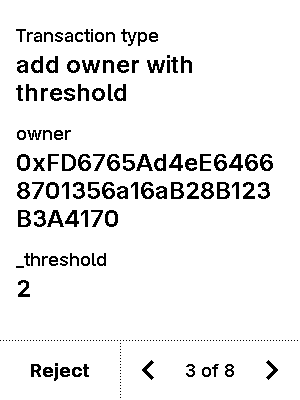 Transaction type
add owner with
threshold
owner
0xFD6765Ad4eE6466
8701356a16aB28B123
B3A4170
_threshold
2
Reject
3 of 8